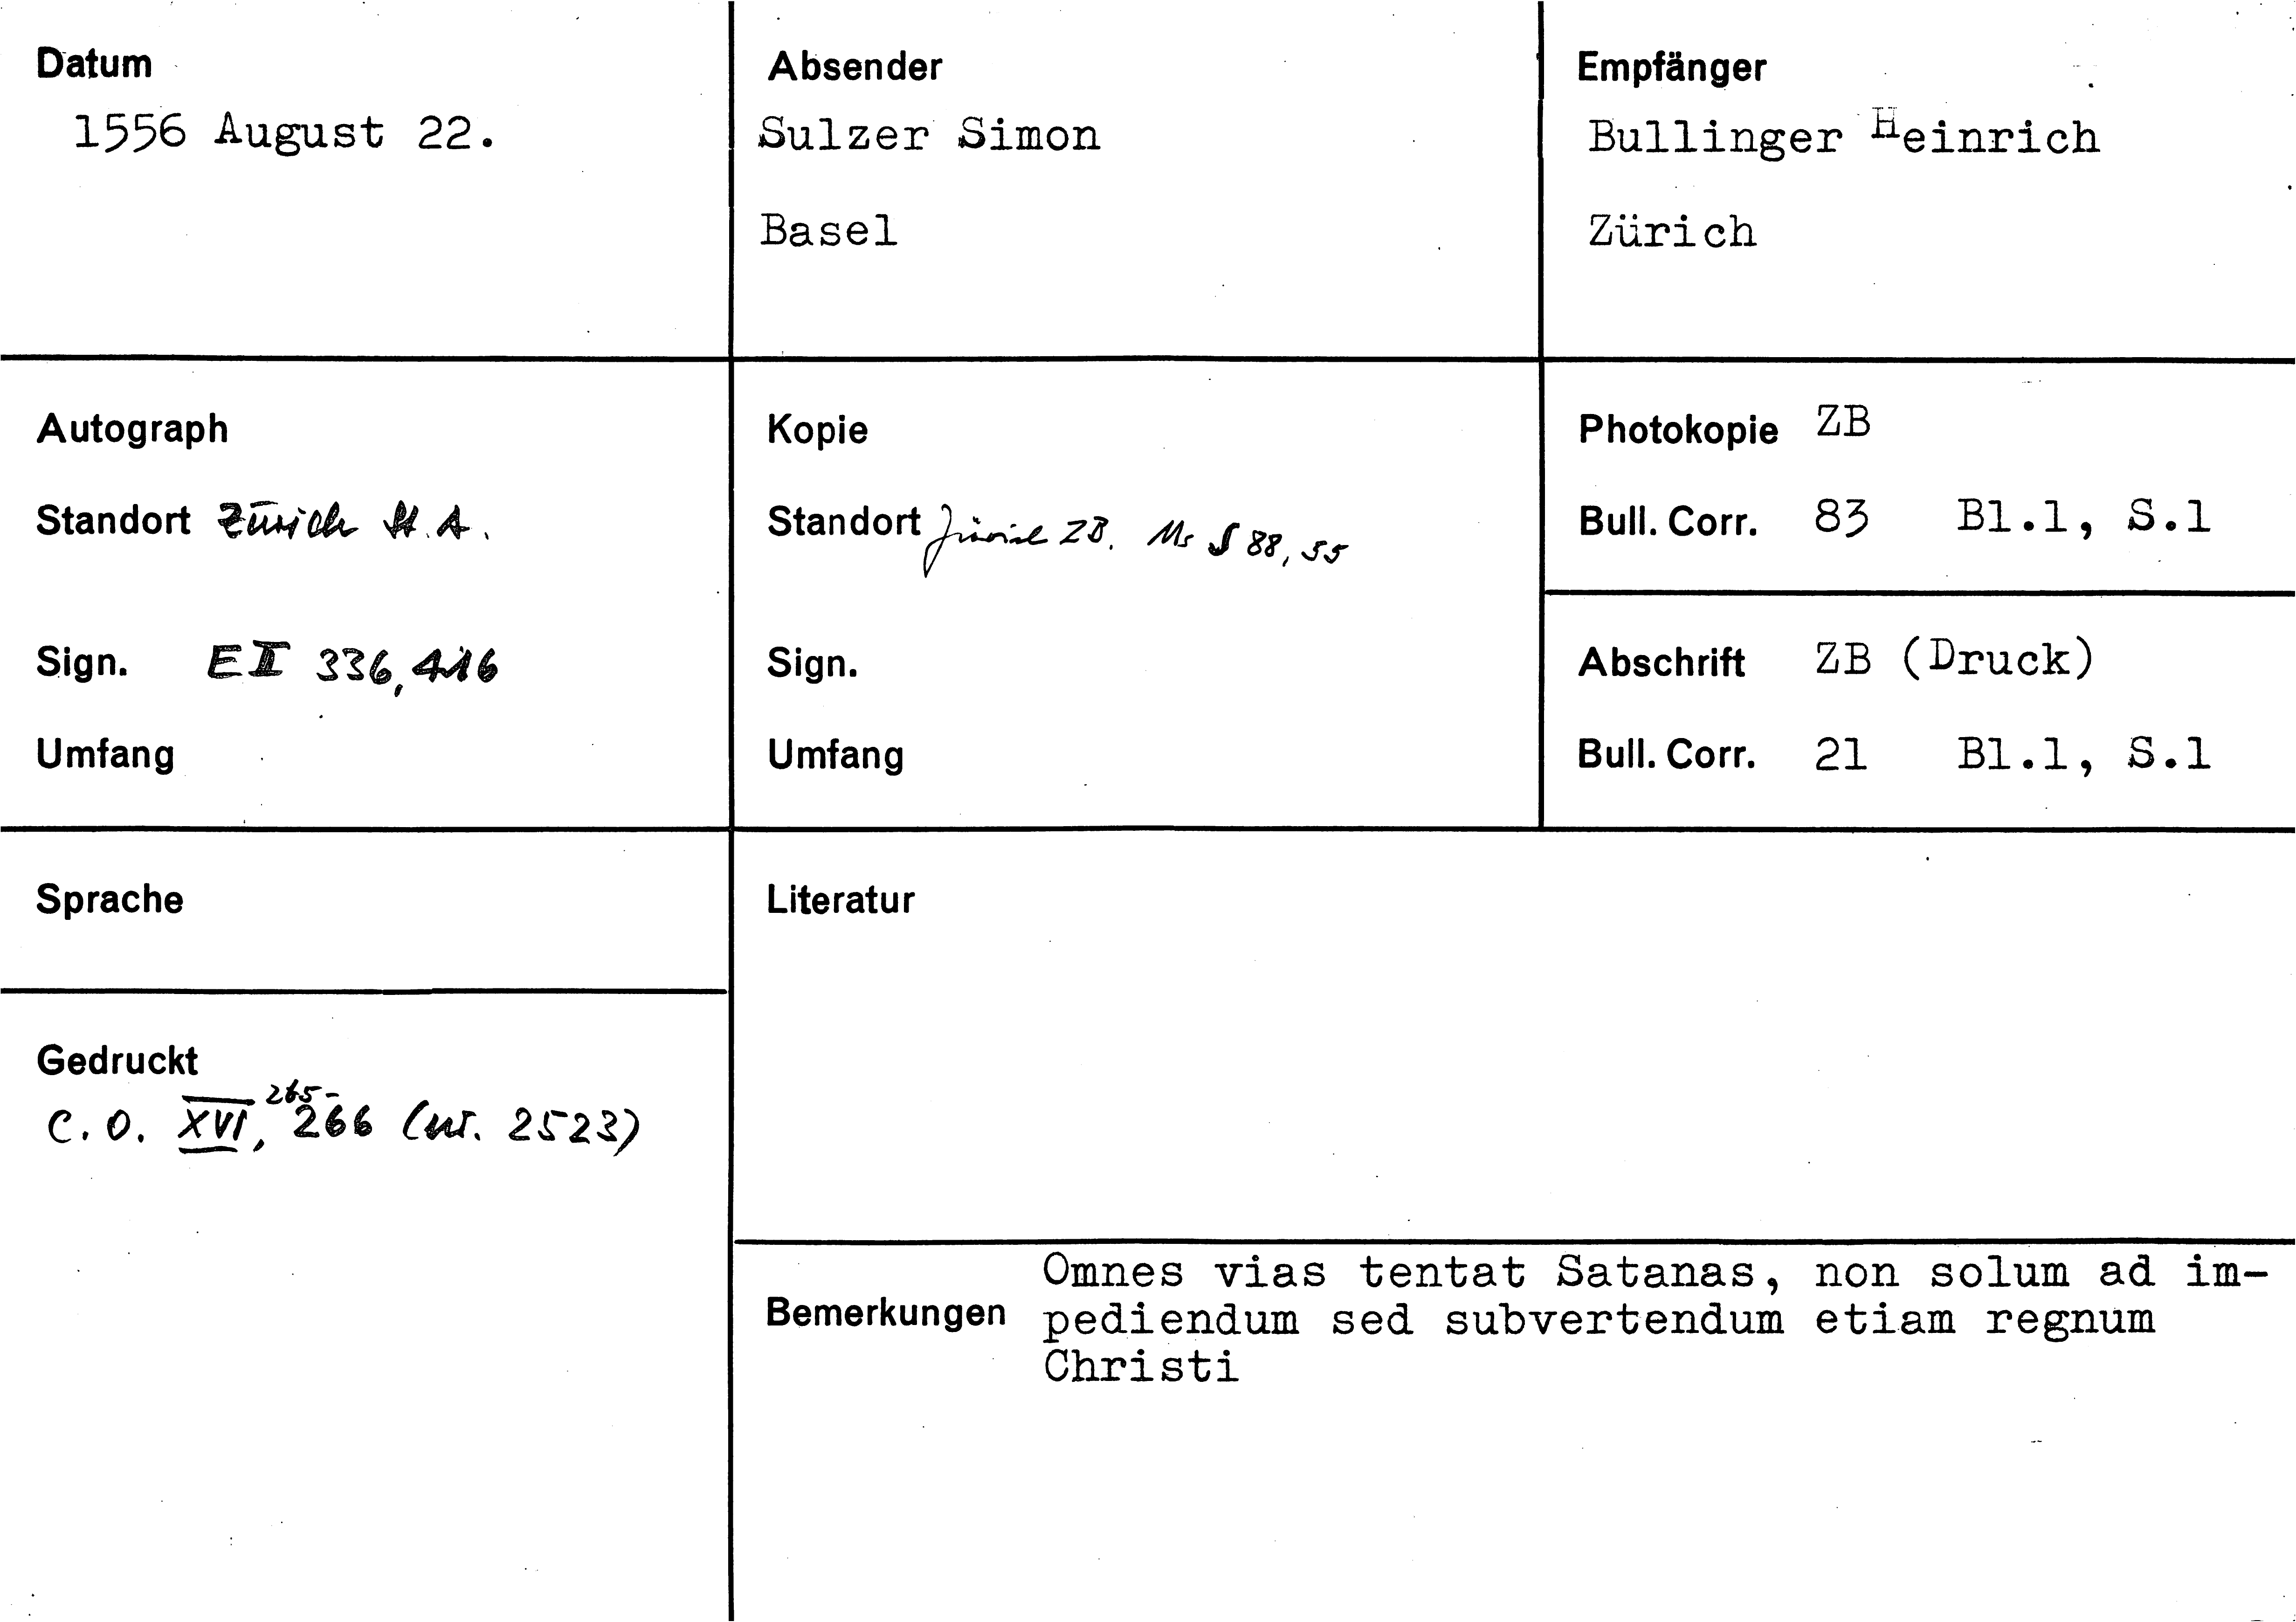 Datum
1556 August 22.
Absender
Sulzer Simon
Basel
Empfänger
Bullinger Heinrich
Zürich
Autograph
Standort Zürich St. A.
Sign. E II 336, 416
Umfang
Kopie
Standort Zürich ZB. Ms S 88, 55
Sign.
Umfang
Photokopie ZB
Bull. Corr. 83 Bl.1, S.1
Abschrift ZB (Druck)
Bull. Corr. 21 Bl.1, S.1
Sprache
Gedruckt
265-
C. O. XVI, 266 (nr. 2523)
Literatur
Bemerkungen
Omnes vias tentat Satanas, non solum ad im-
pediendum sed subvertendum etiam regnum
Christi